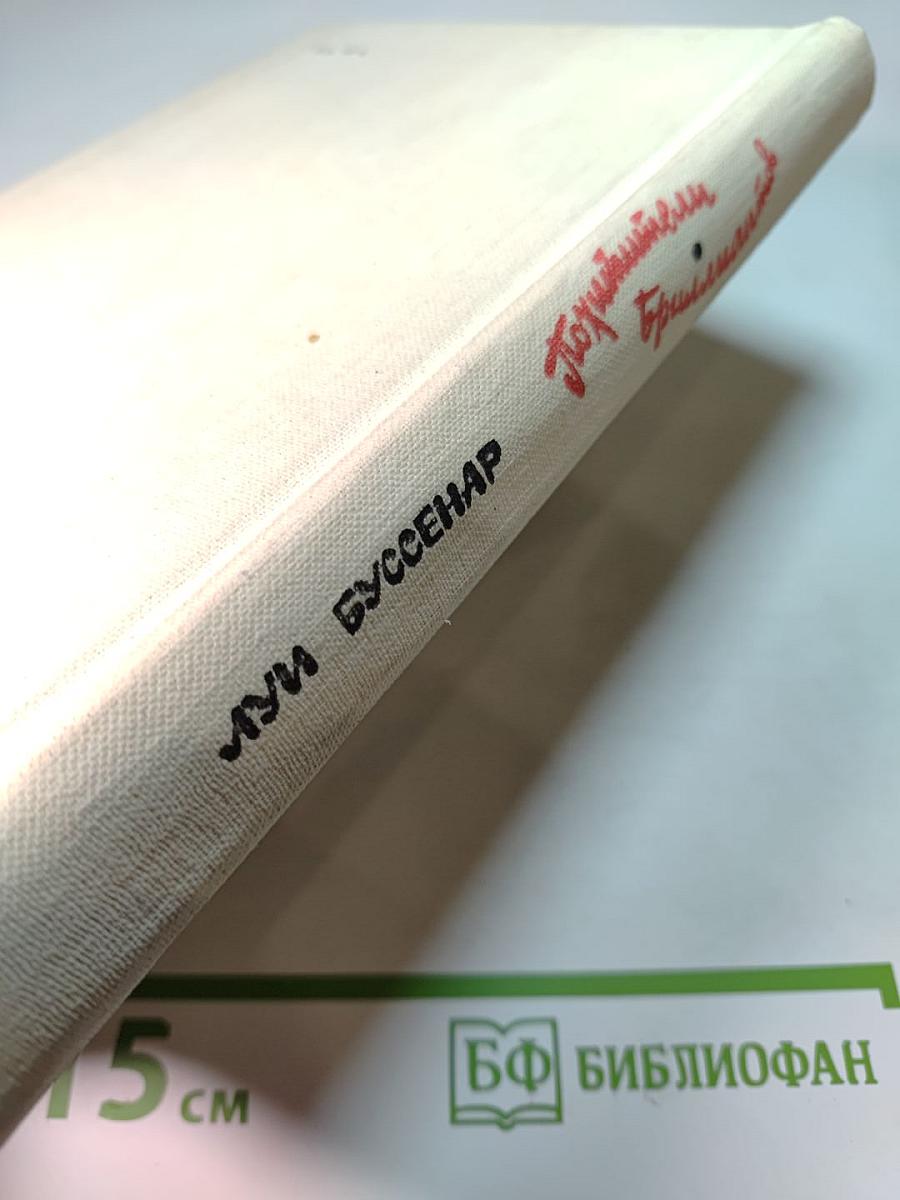 ЛУИ БУССЕНАР
Похитители
Бриллиантов
15 см
БФ БИБЛИОФАН